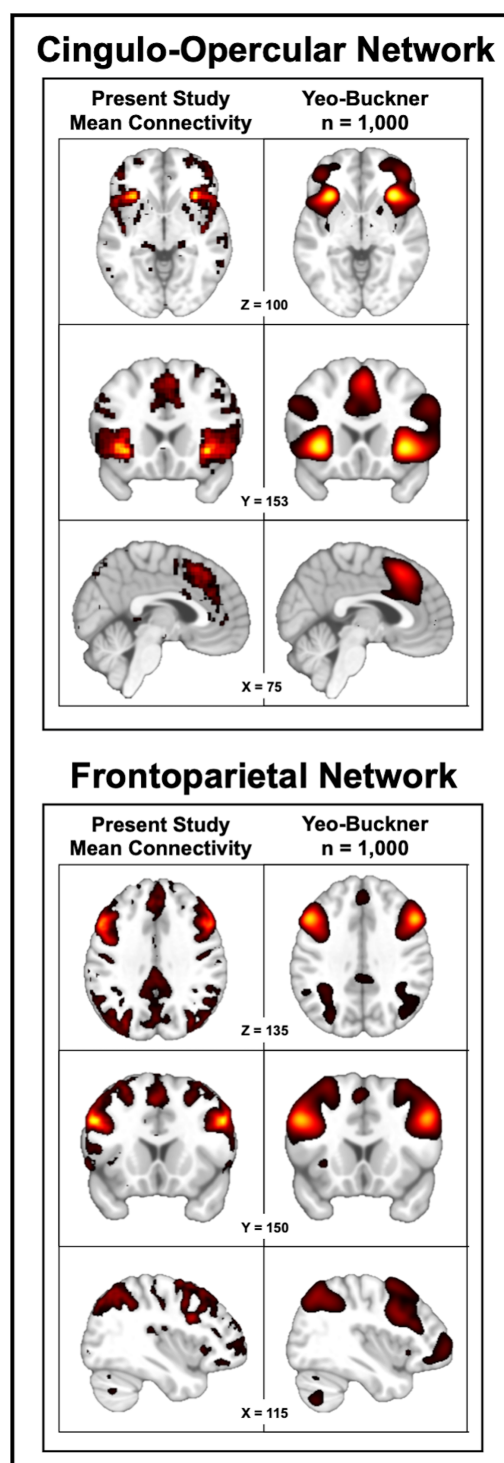 Cingulo-Opercular Network
Present Study
Mean Connectivity
Yeo-Buckner
n = 1,000
Z = 100
Y = 153
X = 75
Frontoparietal Network
Present Study
Mean Connectivity
Yeo-Buckner
n = 1,000
Z = 135
Y = 150
X = 115